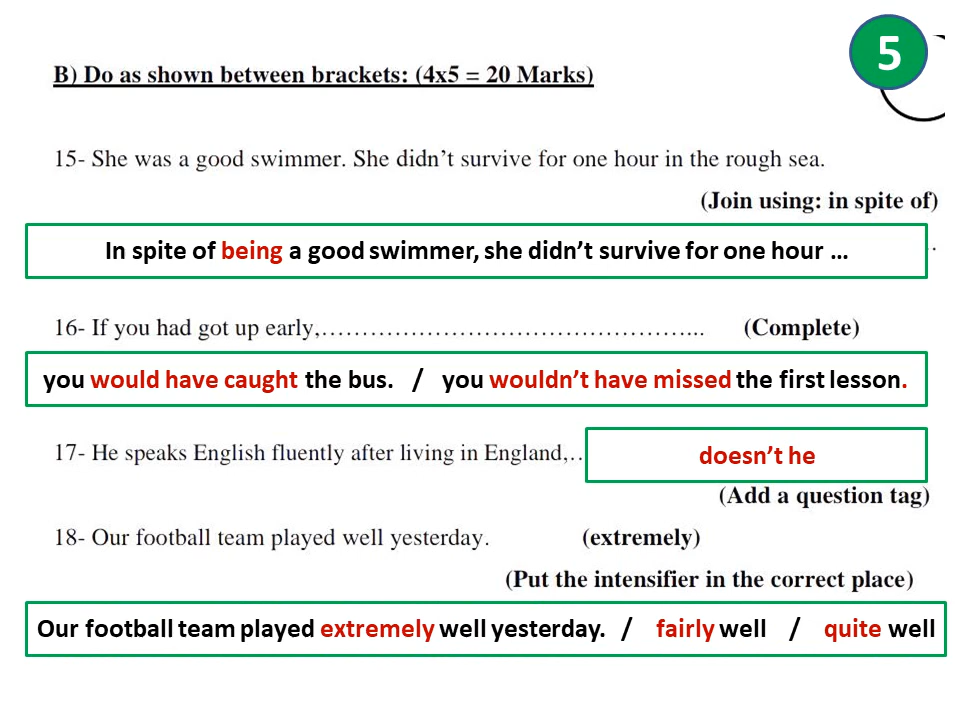 5
B) Do as shown between brackets: (4x5 = 20 Marks)
15- She was a good swimmer. She didn’t survive for one hour in the rough sea.
(Join using: in spite of)
In spite of being a good swimmer, she didn’t survive for one hour …
16- If you had got up early,………………………………………... (Complete)
you would have caught the bus. / you wouldn’t have missed the first lesson.
17- He speaks English fluently after living in England,.. doesn’t he
(Add a question tag)
18- Our football team played well yesterday. (extremely)
(Put the intensifier in the correct place)
Our football team played extremely well yesterday. / fairly well / quite well